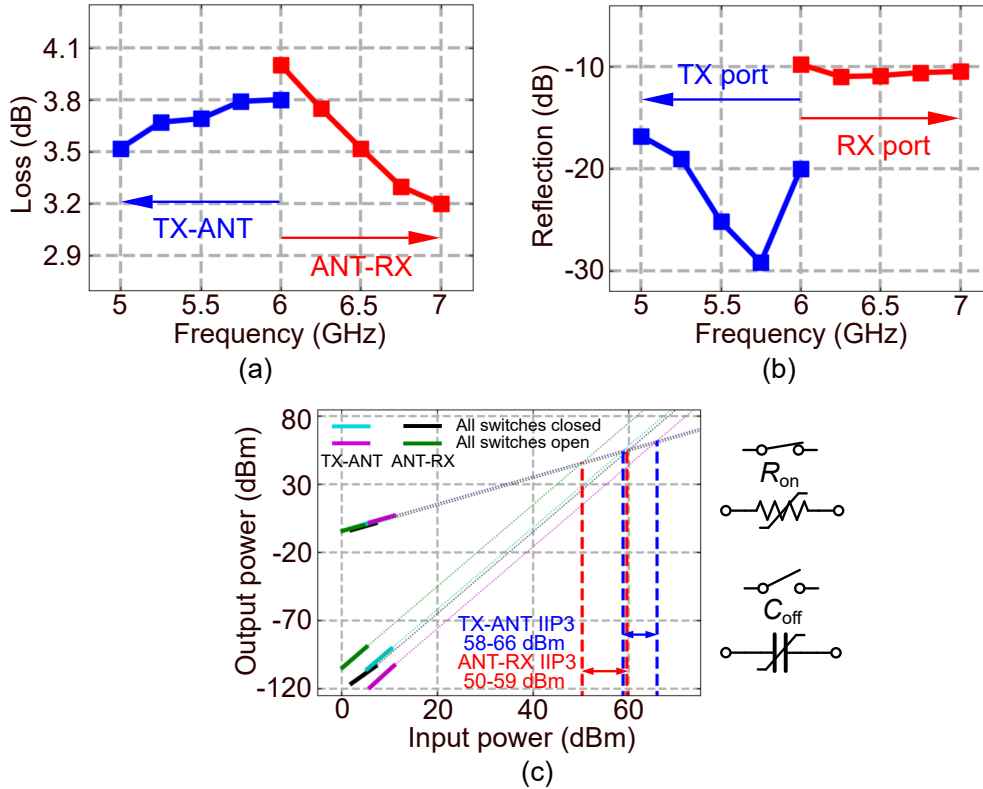 4.1
3.8
3.5
3.2
2.9
Loss (dB)
TX-ANT
ANT-RX
5
5.5
6
6.5
7
Frequency (GHz)
(a)
-10
-20
-30
Reflection (dB)
TX port
RX port
5
5.5
6
6.5
7
Frequency (GHz)
(b)
80
30
-20
-70
-120
Output power (dBm)
All switches closed
All switches open
TX-ANT ANT-RX
TX-ANT IIP3
58-66 dBm
ANT-RX IIP3
50-59 dBm
0
20
40
60
Input power (dBm)
(c)
Ron
Coff